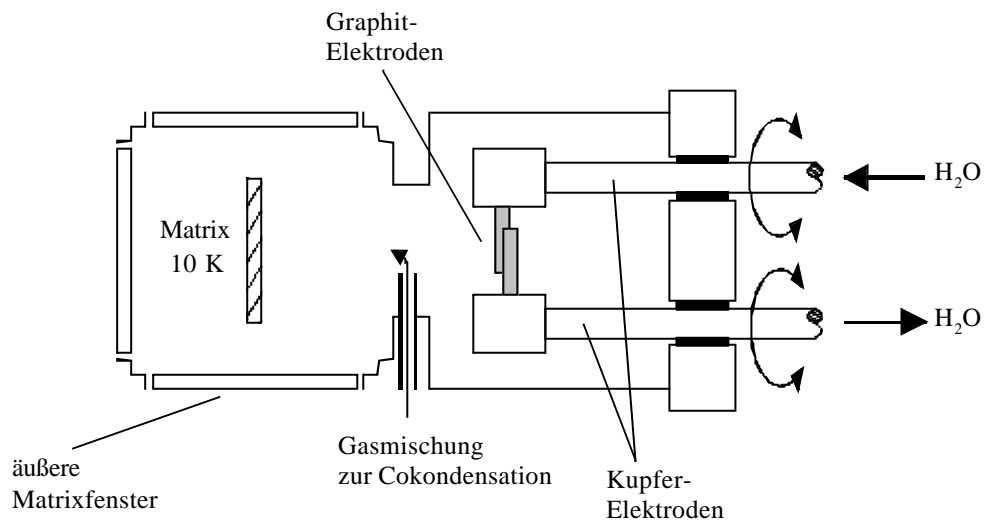 Graphit-
Elektroden
Matrix
10 K
H₂O
H₂O
Gasmischung
zur Cokondensation
Kupfer-
Elektroden
äußere
Matrixfenster